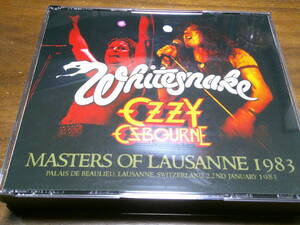 Whitesnake
OZZY
OSBOURNE
MASTERS OF LAUSANNE 1983
PALAIS DE BEAULIEU, LAUSANNE, SWITZERLAND 22ND JANUARY 1983